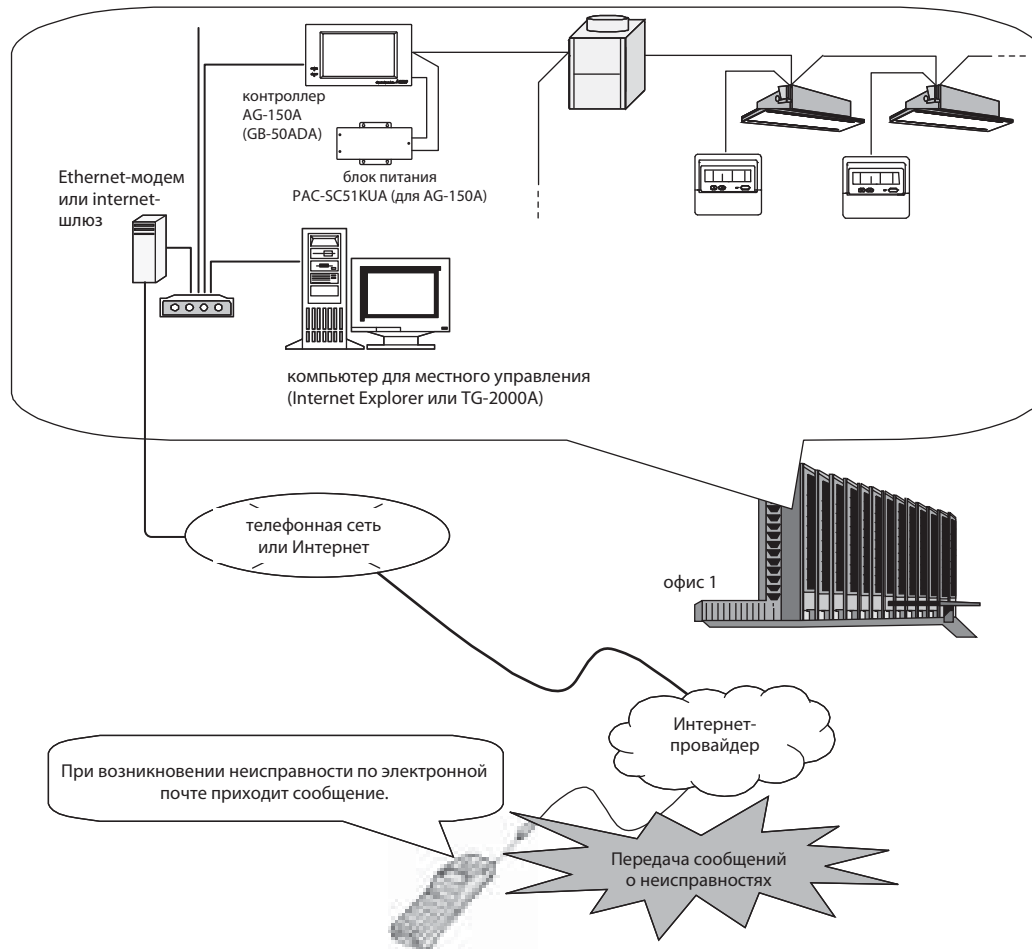 контроллер
AG-150A
(GB-50ADA)
блок питания
PAC-SC51KUA (для AG-150A)
Ethernet-модем
или internet-
шлюз
компьютер для местного управления
(Internet Explorer или TG-2000A)
телефонная сеть
или Интернет
офис 1
Интернет-
провайдер
При возникновении неисправности по электронной
почте приходит сообщение.
Передача сообщений
о неисправностях